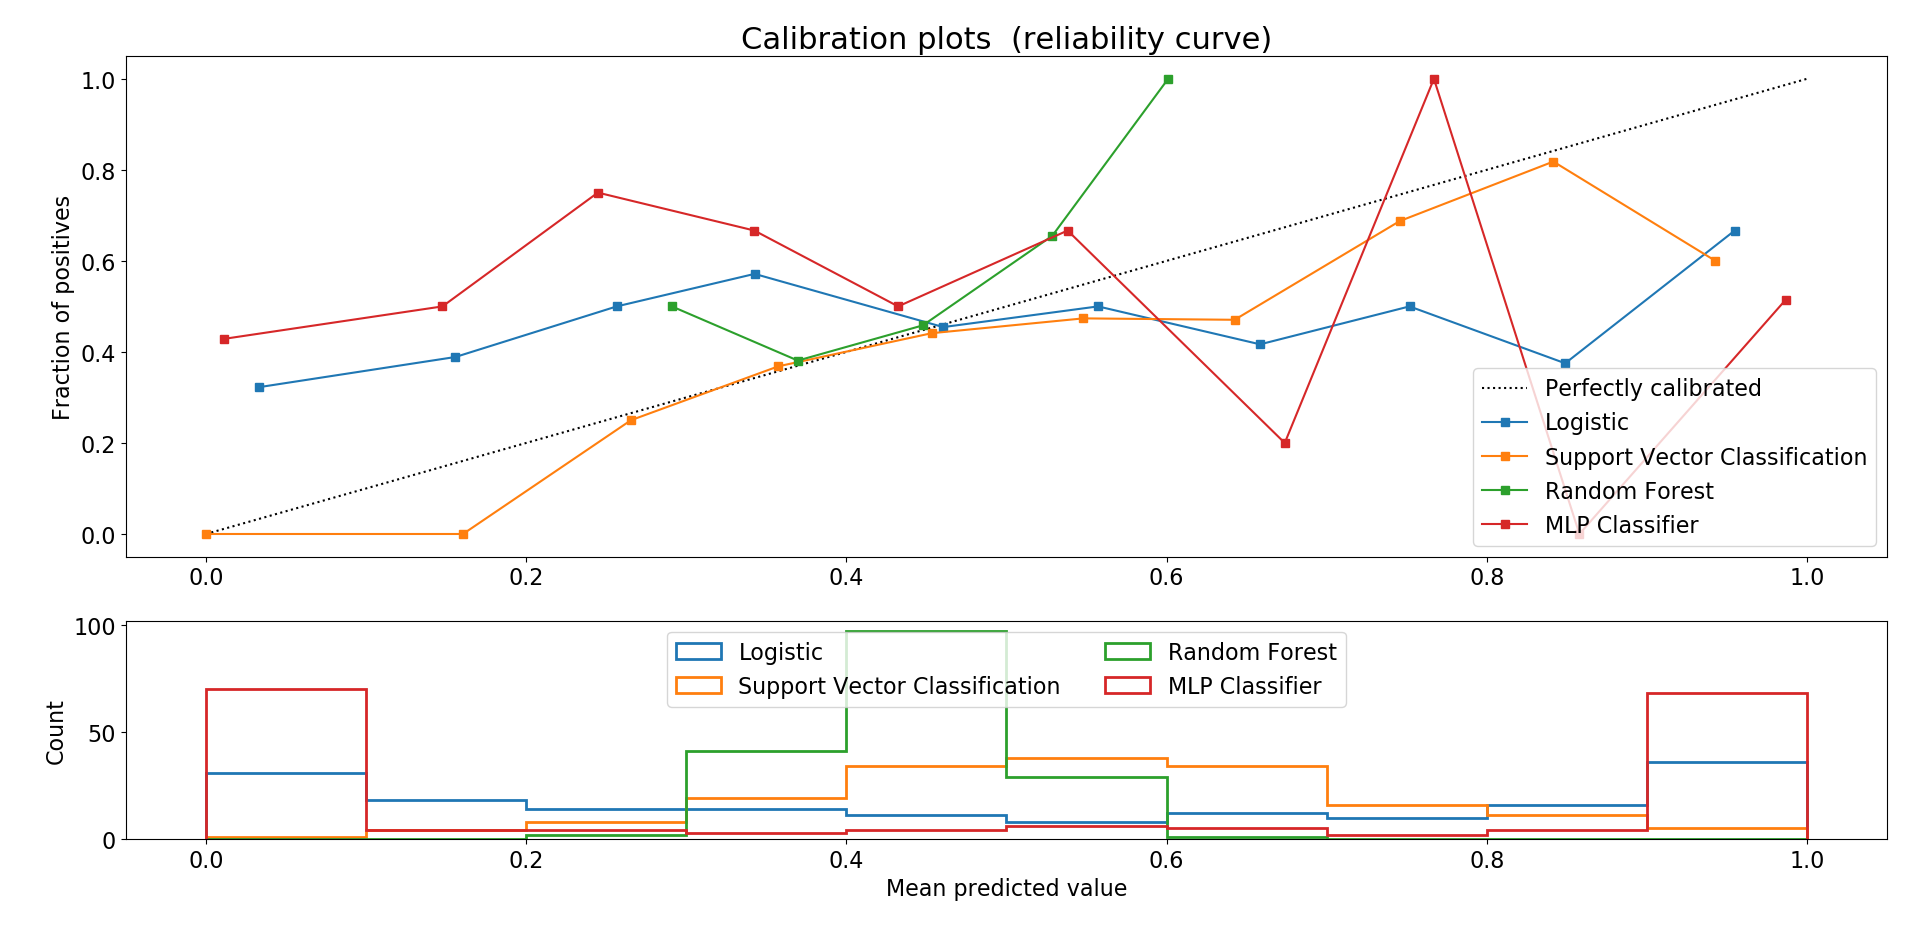 Calibration plots  (reliability curve)
Fraction of positives
1.0
0.8
0.6
0.4
0.2
0.0
0.0 0.2 0.4 0.6 0.8 1.0
Perfectly calibrated
Logistic
Support Vector Classification
Random Forest
MLP Classifier
Count
100
50
0
Logistic
Support Vector Classification
Random Forest
MLP Classifier
0.0 0.2 0.4 0.6 0.8 1.0
Mean predicted value